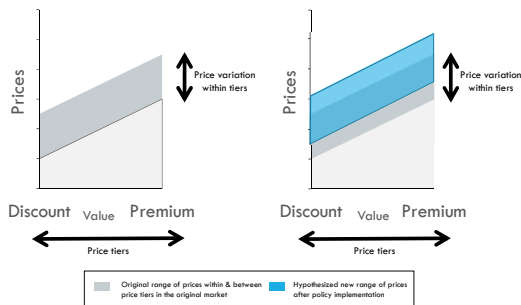 Prices
Price variation
within tiers
Discount Value Premium
Price tiers
Prices
Price variation
within tiers
Discount Value Premium
Price tiers
Original range of prices within & between
price tiers in the original market
Hypothesized new range of prices
after policy implementation